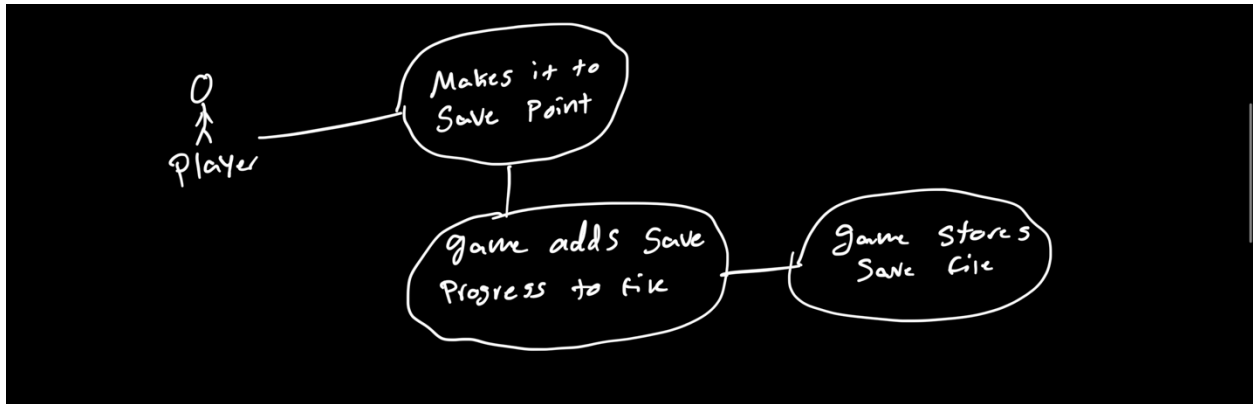 Player
Makes it to
Save Point
game adds Save
Progress to file
game stores
Save file